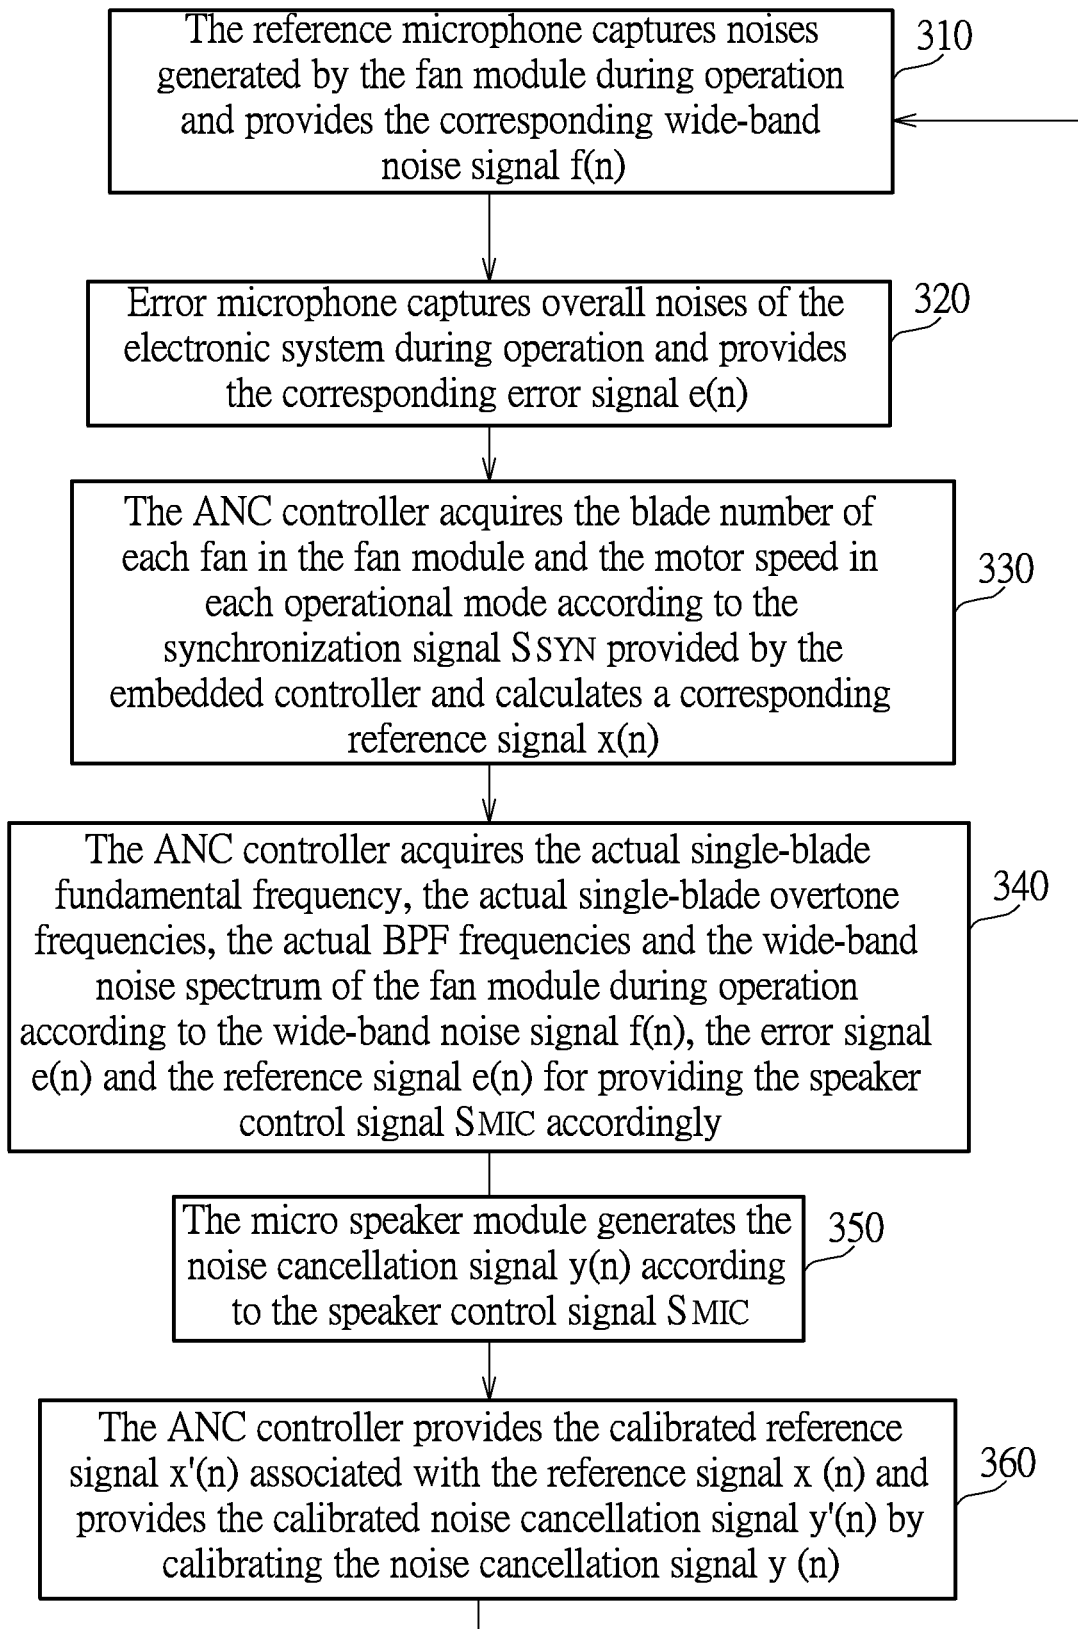 The reference microphone captures noises
generated by the fan module during operation
and provides the corresponding wide-band
noise signal f(n)
310
Error microphone captures overall noises of the
electronic system during operation and provides
the corresponding error signal e(n)
320
The ANC controller acquires the blade number of
each fan in the fan module and the motor speed in
each operational mode according to the
synchronization signal SSYN provided by the
embedded controller and calculates a corresponding
reference signal x(n)
330
The ANC controller acquires the actual single-blade
fundamental frequency, the actual single-blade overtone
frequencies, the actual BPF frequencies and the wide-band
noise spectrum of the fan module during operation
according to the wide-band noise signal f(n), the error signal
e(n) and the reference signal e(n) for providing the speaker
control signal SMIC accordingly
340
The micro speaker module generates the
noise cancellation signal y(n) according
to the speaker control signal SMIC
350
The ANC controller provides the calibrated reference
signal x'(n) associated with the reference signal x (n) and
provides the calibrated noise cancellation signal y'(n) by
calibrating the noise cancellation signal y (n)
360